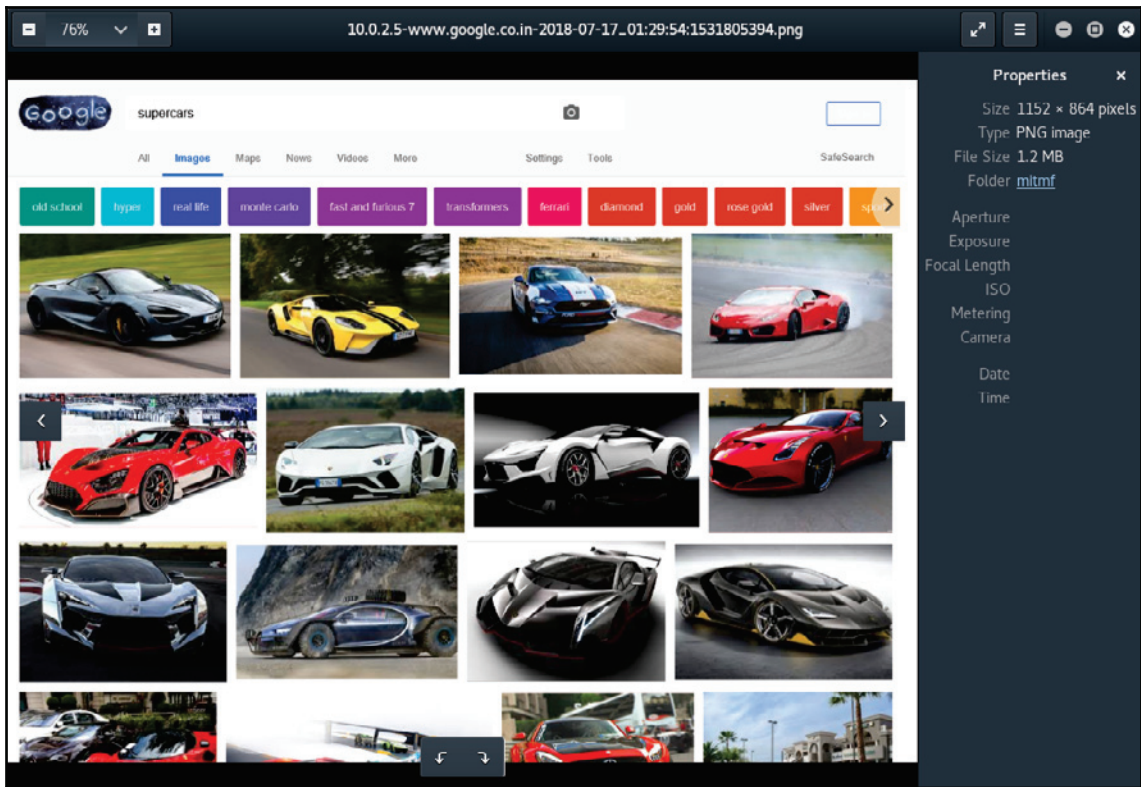 76%
10.0.2.5-www.google.co.in-2018-07-17_01:29:54:1531805394.png
Google
supercars
All Images Maps News Videos More Settings Tools SafeSearch
old school hyper real life monte carlo fast and furious 7 transformers ferrari diamond gold rose gold silver
Properties
Size 1152 × 864 pixels
Type PNG image
File Size 1.2 MB
Folder mitmf
Aperture
Exposure
Focal Length
ISO
Metering
Camera
Date
Time